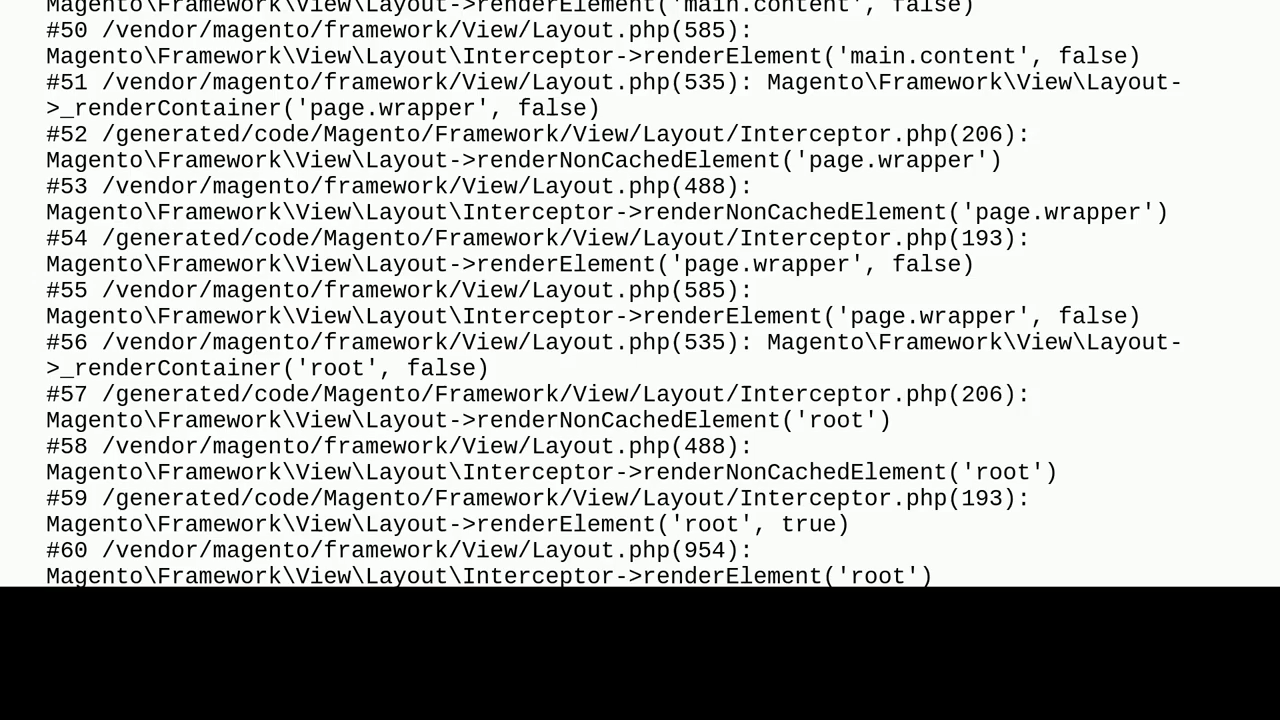 Magento\Framework\View\Layout->renderElement('main.content', false)
#50 /vendor/magento/framework/View/Layout.php(585):
Magento\Framework\View\Layout\Interceptor->renderElement('main.content', false)
#51 /vendor/magento/framework/View/Layout.php(535): Magento\Framework\View\Layout-
>_renderContainer('page.wrapper', false)
#52 /generated/code/Magento/Framework/View/Layout/Interceptor.php(206):
Magento\Framework\View\Layout->renderNonCachedElement('page.wrapper')
#53 /vendor/magento/framework/View/Layout.php(488):
Magento\Framework\View\Layout\Interceptor->renderNonCachedElement('page.wrapper')
#54 /generated/code/Magento/Framework/View/Layout/Interceptor.php(193):
Magento\Framework\View\Layout->renderElement('page.wrapper', false)
#55 /vendor/magento/framework/View/Layout.php(585):
Magento\Framework\View\Layout\Interceptor->renderElement('page.wrapper', false)
#56 /vendor/magento/framework/View/Layout.php(535): Magento\Framework\View\Layout-
>_renderContainer('root', false)
#57 /generated/code/Magento/Framework/View/Layout/Interceptor.php(206):
Magento\Framework\View\Layout->renderNonCachedElement('root')
#58 /vendor/magento/framework/View/Layout.php(488):
Magento\Framework\View\Layout\Interceptor->renderNonCachedElement('root')
#59 /generated/code/Magento/Framework/View/Layout/Interceptor.php(193):
Magento\Framework\View\Layout->renderElement('root', true)
#60 /vendor/magento/framework/View/Layout.php(954):
Magento\Framework\View\Layout\Interceptor->renderElement('root')